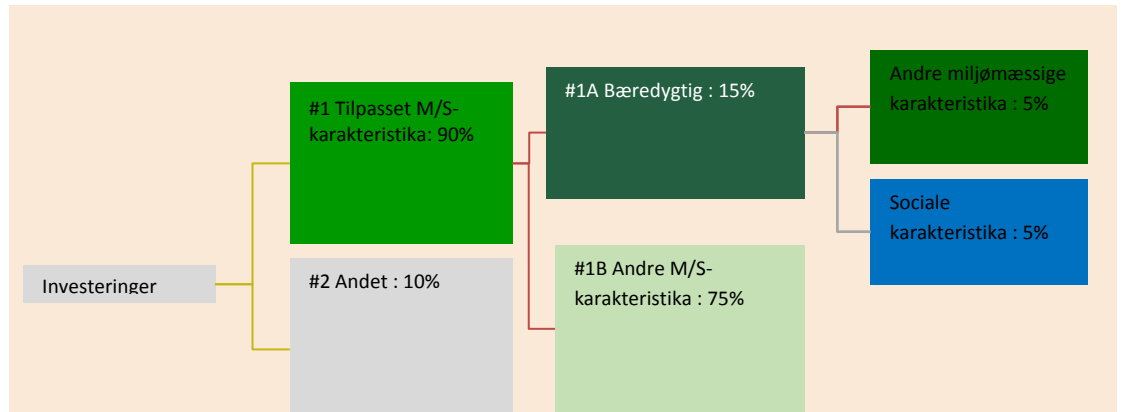 Investeringer
#1 Tilpasset M/S-
karakteristika: 90%
#2 Andet : 10%
#1A Bæredygtig : 15%
#1B Andre M/S-
karakteristika : 75%
Andre miljømæssige
karakteristika : 5%
Sociale
karakteristika : 5%